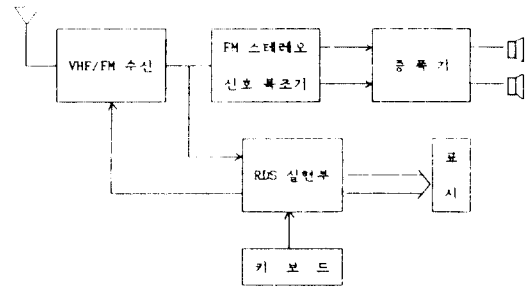 VHF/FM 수신
FM 스테레오
신호 복조기
증 폭 기
RDS 실현부
표
시
키 보 드